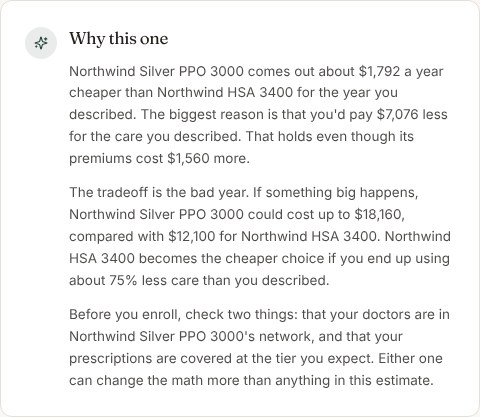 Why this one
Northwind Silver PPO 3000 comes out about $1,792 a year
cheaper than Northwind HSA 3400 for the year you
described. The biggest reason is that you'd pay $7,076 less
for the care you described. That holds even though its
premiums cost $1,560 more.
The tradeoff is the bad year. If something big happens,
Northwind Silver PPO 3000 could cost up to $18,160,
compared with $12,100 for Northwind HSA 3400. Northwind
HSA 3400 becomes the cheaper choice if you end up using
about 75% less care than you described.
Before you enroll, check two things: that your doctors are in
Northwind Silver PPO 3000's network, and that your
prescriptions are covered at the tier you expect. Either one
can change the math more than anything in this estimate.